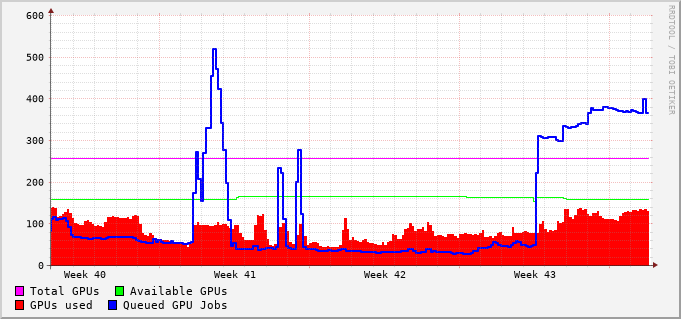 RRDTOOL / TOBI OETIKER
600
500
400
300
200
100
0
Week 40 Week 41 Week 42 Week 43
Total GPUs Available GPUs
GPUs used Queued GPU Jobs